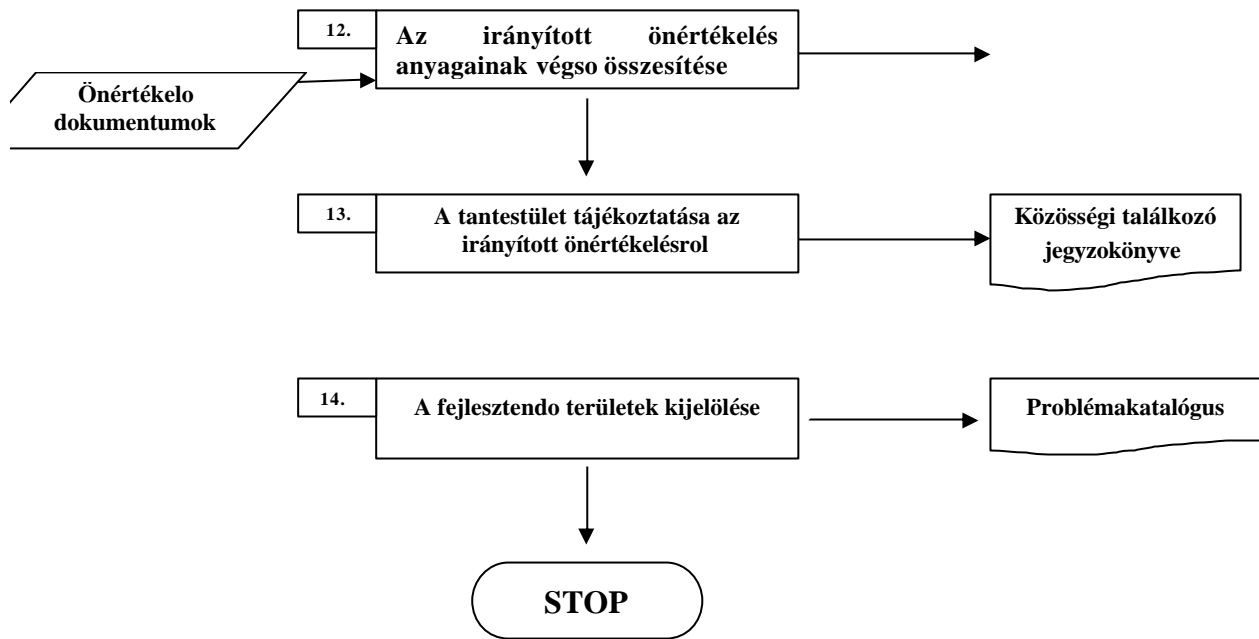 12.
Az irányított önértékelés
anyagainak végso összesítése
Önértékelo
dokumentumok
13.
A tantestület tájékoztatása az
irányított önértékelésrol
Közösségi találkozó
jegyzokönyve
14.
A fejlesztendo területek kijelölése
Problémakatalógus
STOP